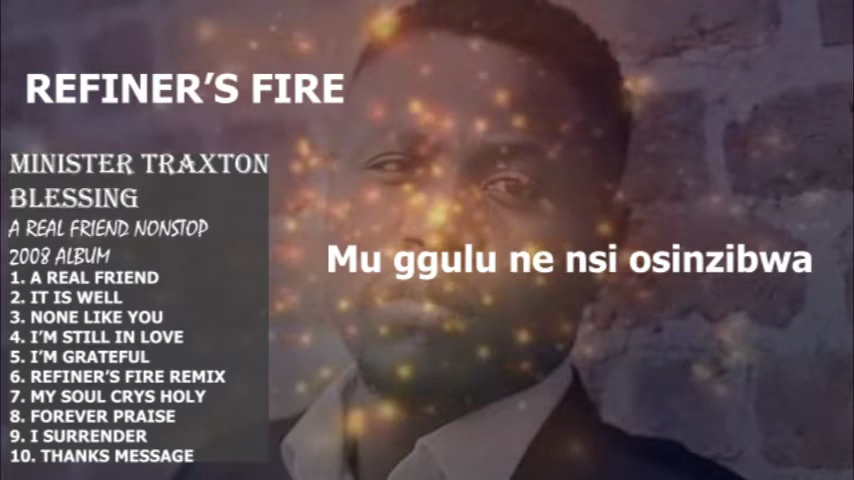 REFINER'S FIRE
MINISTER TRAXTON
BLESSING
A REAL FRIEND NONSTOP
2008 ALBUM
1. A REAL FRIEND
2. IT IS WELL
3. NONE LIKE YOU
4. I'M STILL IN LOVE
5. I'M GRATEFUL
6. REFINER'S FIRE REMIX
7. MY SOUL CRYS HOLY
8. FOREVER PRAISE
9. I SURRENDER
10. THANKS MESSAGE
Mu ggulu ne nsi osinzibwa